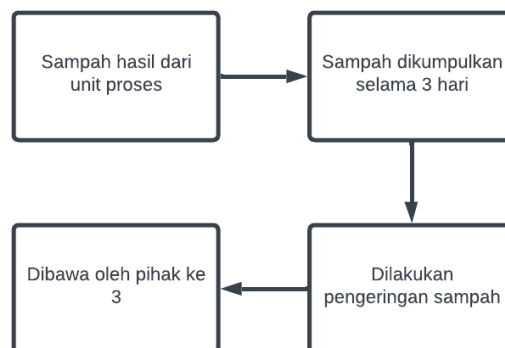 Sampah hasil dari
unit proses
Sampah dikumpulkan
selama 3 hari
Dilakukan
pengeringan sampah
Dibawa oleh pihak ke
3